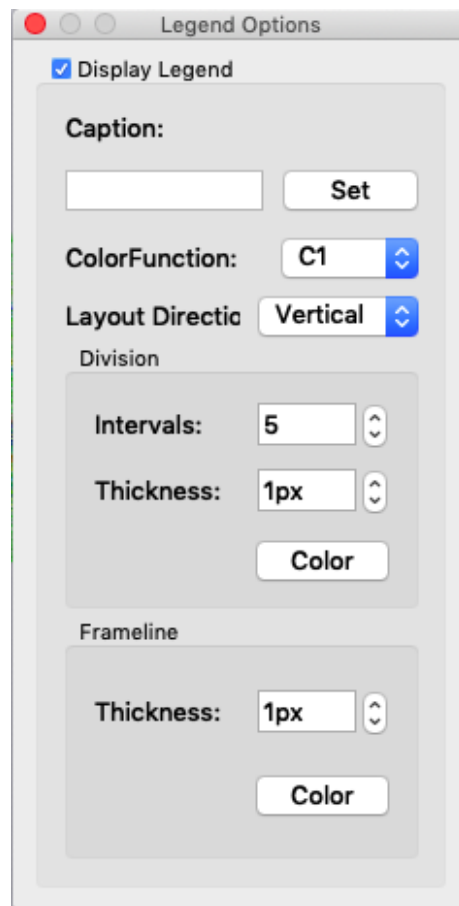 Legend Options
Display Legend
Caption:
Set
ColorFunction: C1
Layout Directio Vertical
Division
Intervals: 5
Thickness: 1px
Color
Frameline
Thickness: 1px
Color